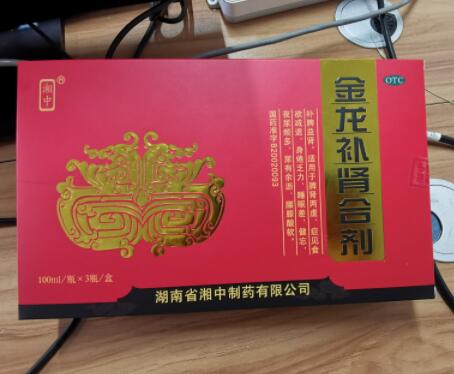 湘中®
OTC
金龙补肾合剂
补脾益肾。适用于脾肾两虚，症见食
欲减退，身倦乏力，睡眠差，健忘，
夜尿频多，尿有余沥，腰膝酸软。
国药准字B20020093
100ml/瓶×3瓶/盒
湖南省湘中制药有限公司